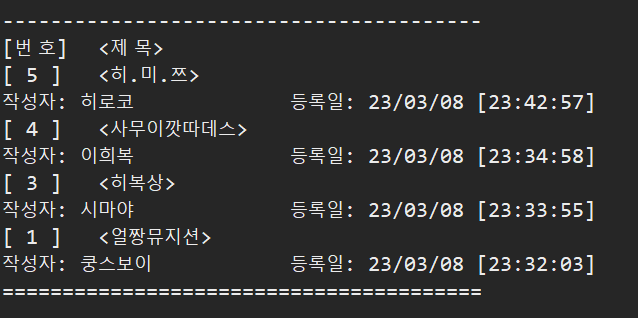 ----------------------------------------
[번 호]   <제 목>
[ 5 ]   <히.미.쯔>
작성자: 히로코             등록일: 23/03/08 [23:42:57]
[ 4 ]   <사무이깟따데스>
작성자: 이희복             등록일: 23/03/08 [23:34:58]
[ 3 ]   <히복상>
작성자: 시마야             등록일: 23/03/08 [23:33:55]
[ 1 ]   <얼짱뮤지션>
작성자: 쿵스보이             등록일: 23/03/08 [23:32:03]
========================================